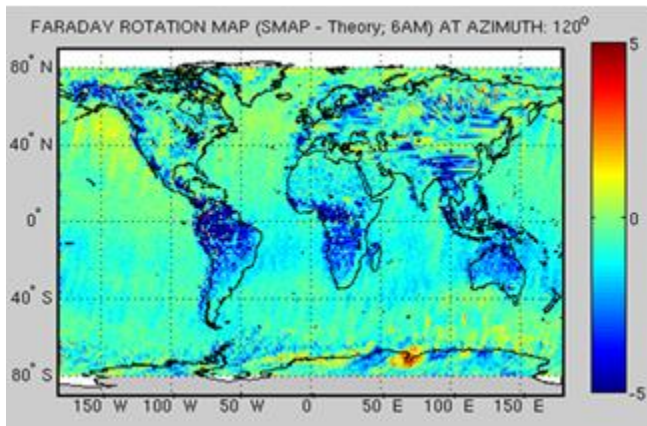 FARADAY ROTATION MAP (SMAP - Theory; 6AM) AT AZIMUTH: 120°
80° N
40° N
0°
40° S
80° S
150 W 100 W 50 W 0 50 E 100 E 150 E
5
0
-5